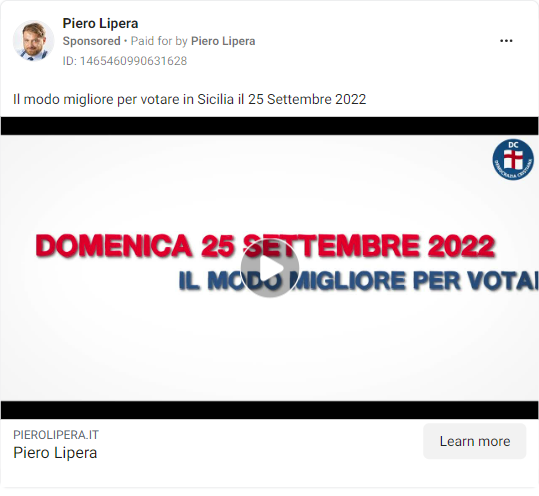 Piero Lipera
Sponsored • Paid for by Piero Lipera
ID: 1465460990631628
Il modo migliore per votare in Sicilia il 25 Settembre 2022
DC
DEMOCRAZIA CRISTIANA
DOMENICA 25 SETTEMBRE 2022
IL MODO MIGLIORE PER VOTA
PIEROLIPERA.IT
Piero Lipera
Learn more